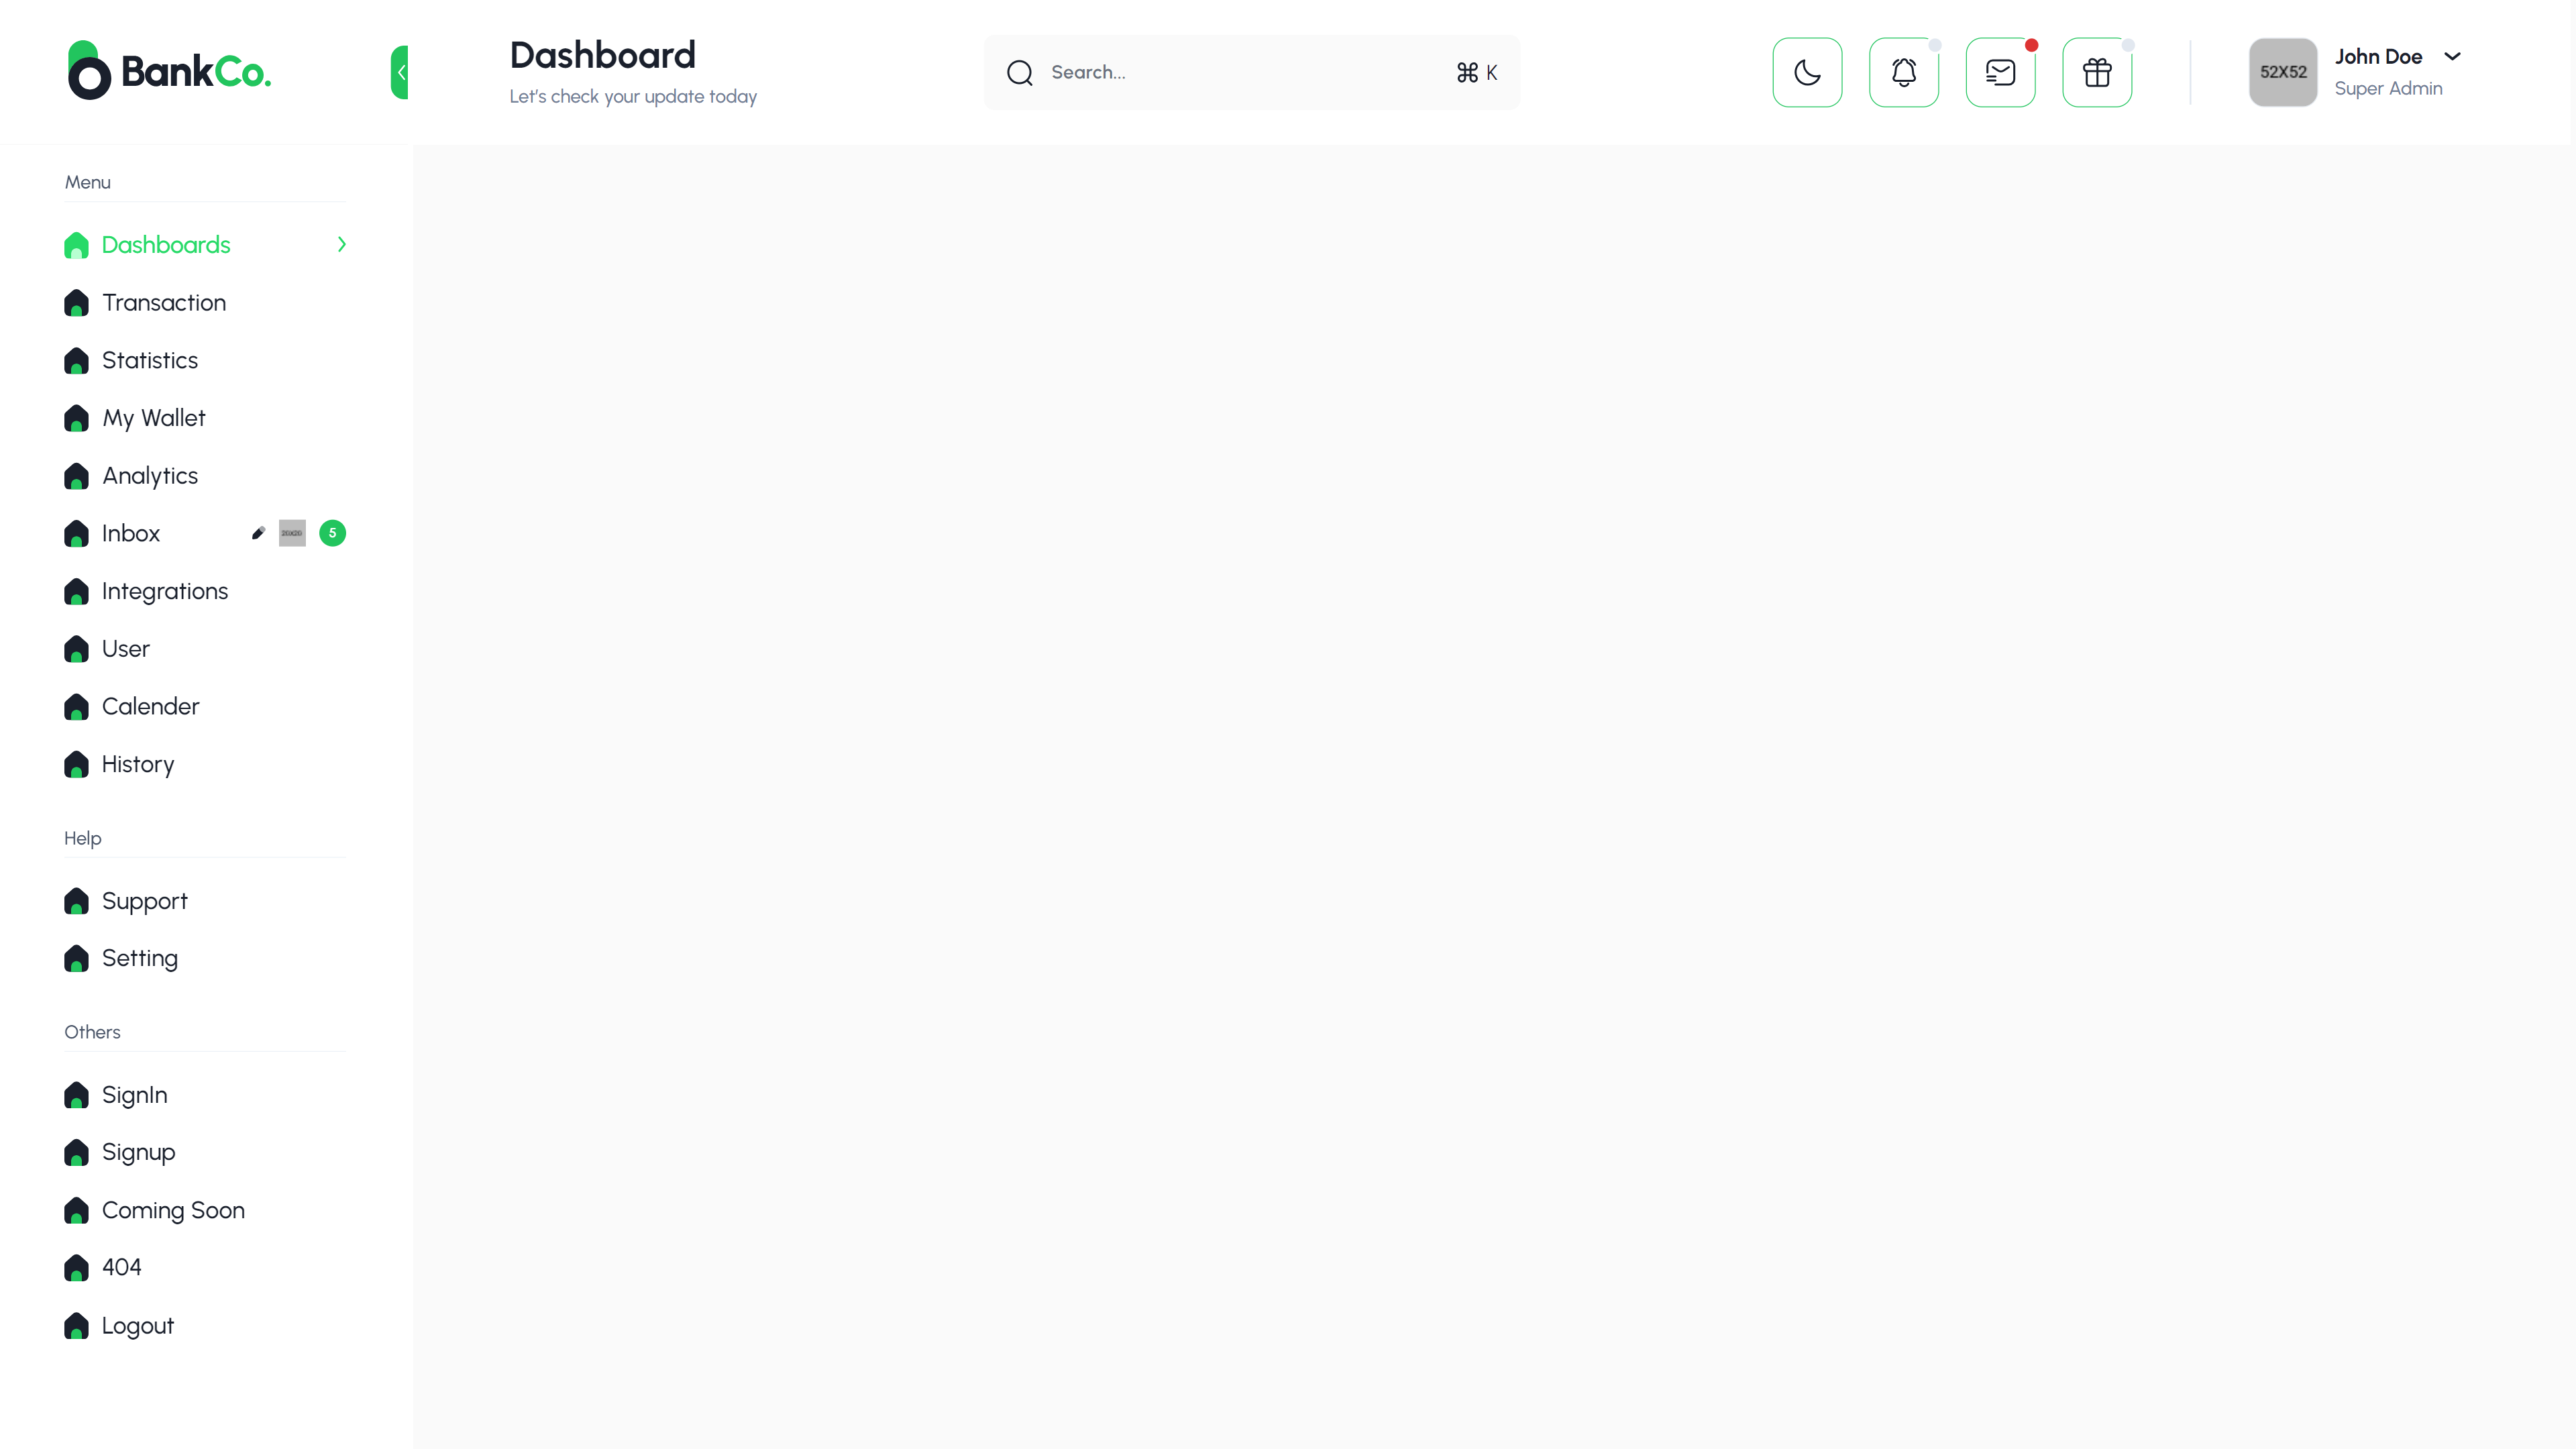 BankCo.
Dashboard
Let's check your update today
Search...
⌘ K
52X52
John Doe
Super Admin
Menu
Dashboards
Transaction
Statistics
My Wallet
Analytics
Inbox
5
Integrations
User
Calender
History
Help
Support
Setting
Others
SignIn
Signup
Coming Soon
404
Logout